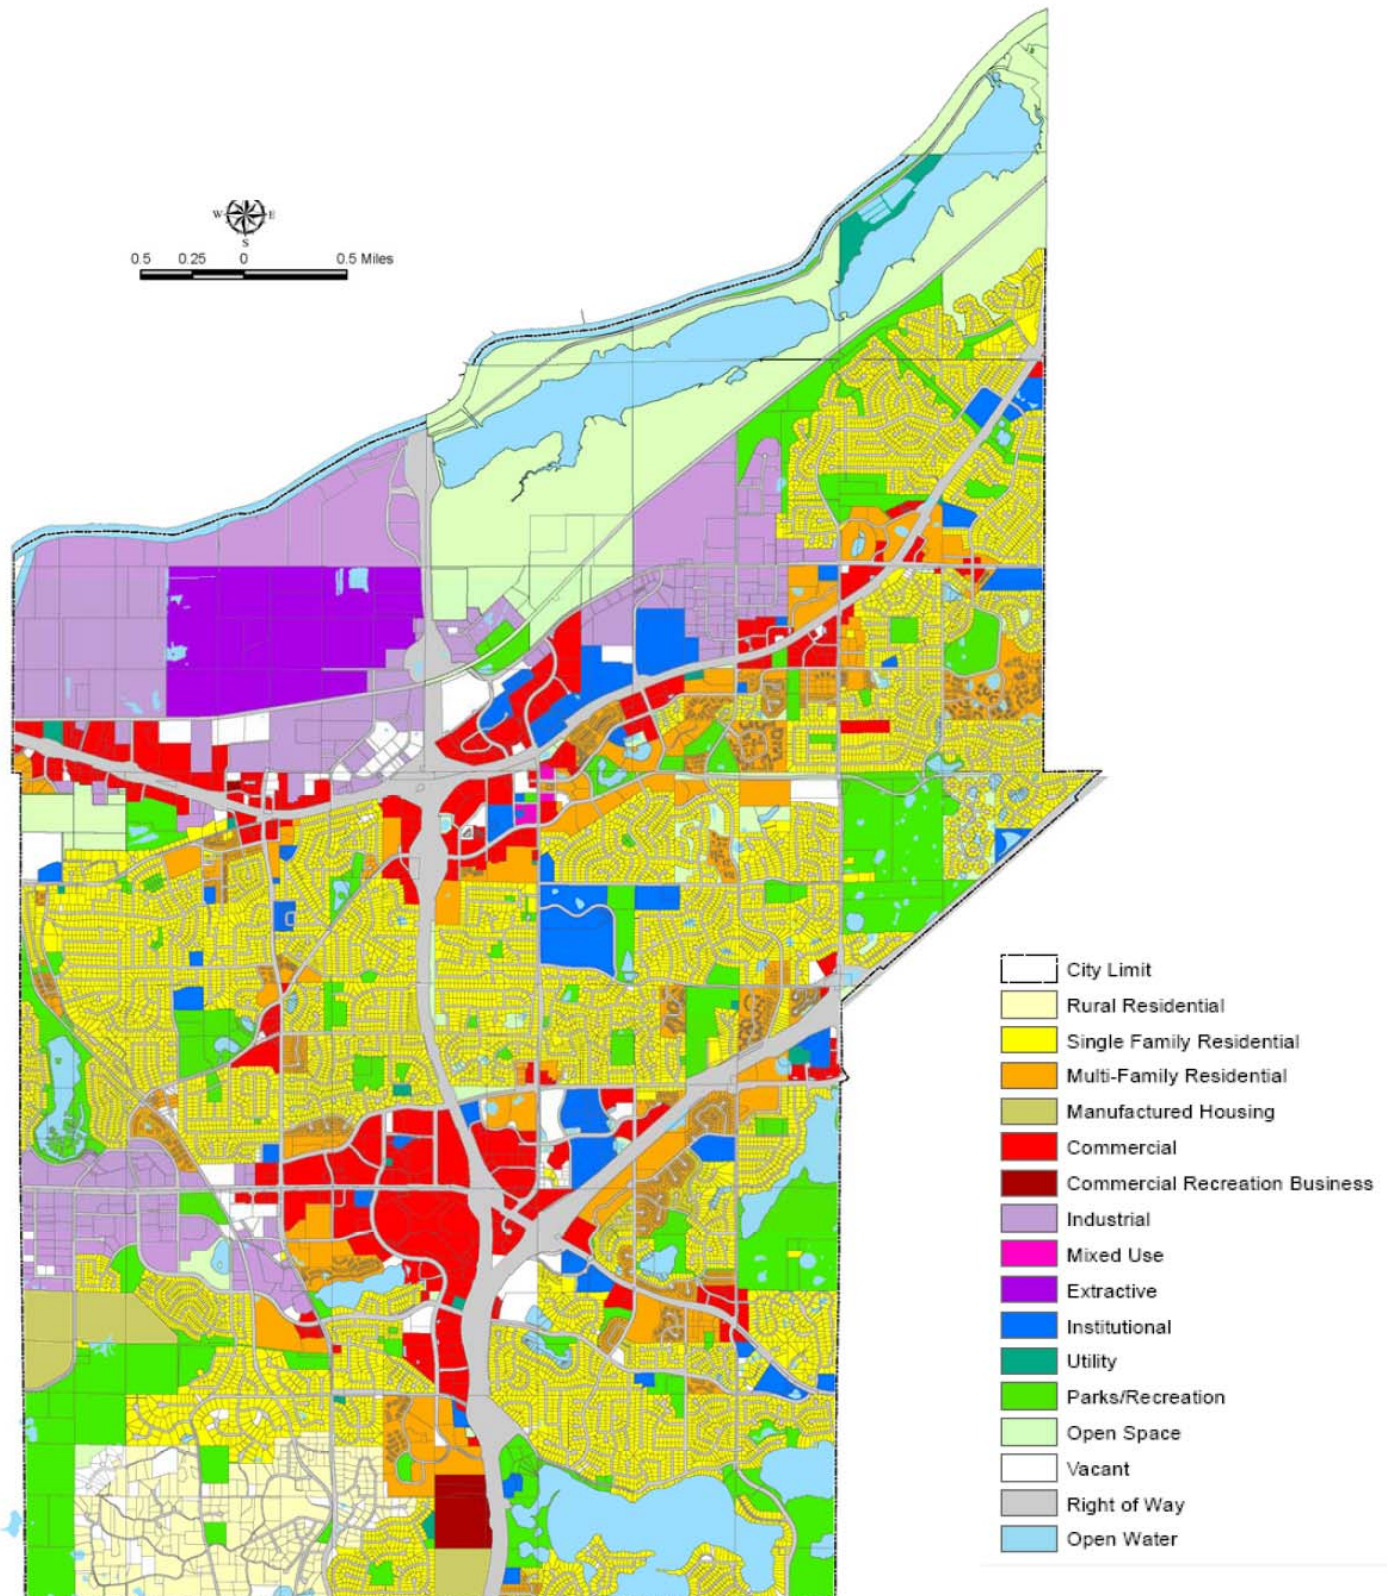 W E
S
0.5 0.25 0 0.5 Miles
City Limit
Rural Residential
Single Family Residential
Multi-Family Residential
Manufactured Housing
Commercial
Commercial Recreation Business
Industrial
Mixed Use
Extractive
Institutional
Utility
Parks/Recreation
Open Space
Vacant
Right of Way
Open Water